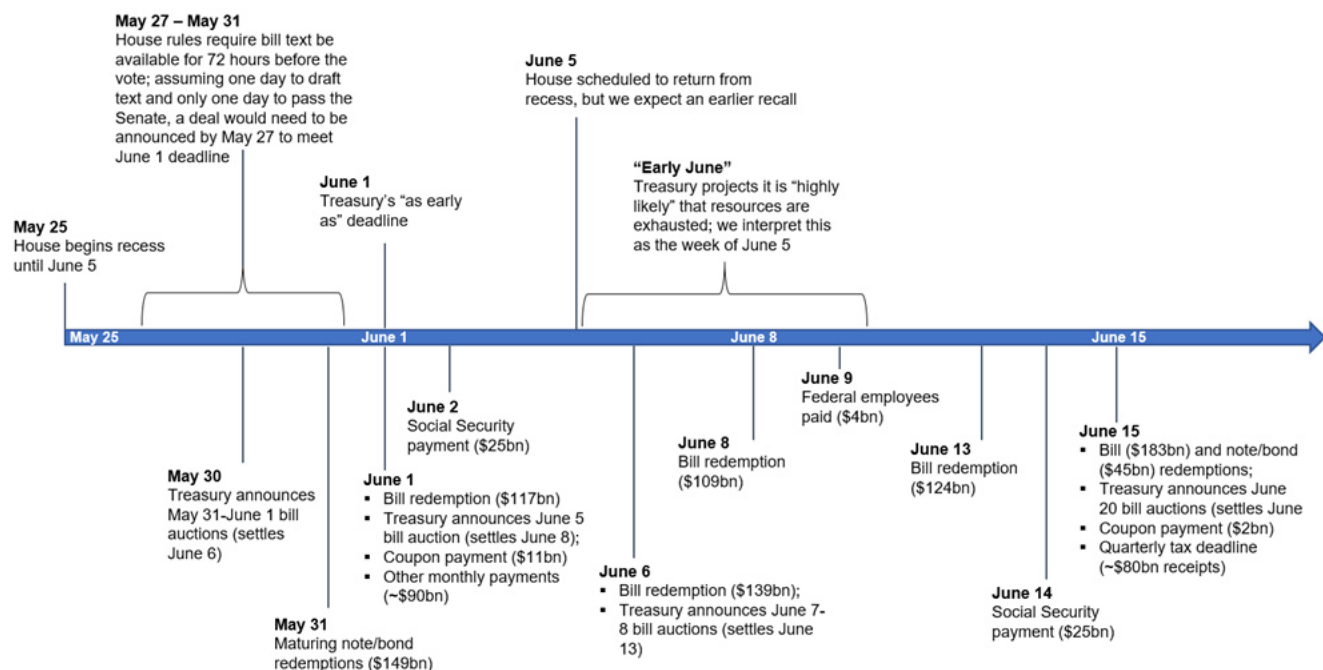 May 27 – May 31
House rules require bill text be
available for 72 hours before the
vote; assuming one day to draft
text and only one day to pass the
Senate, a deal would need to be
announced by May 27 to meet
June 1 deadline
June 5
House scheduled to return from
recess, but we expect an earlier recall
June 1
Treasury's “as early
as” deadline
“Early June”
Treasury projects it is “highly
likely” that resources are
exhausted; we interpret this
as the week of June 5
May 25
House begins recess
until June 5
May 25
June 1
June 8
June 15
May 30
Treasury announces
May 31-June 1 bill
auctions (settles
June 6)
May 31
Maturing note/bond
redemptions ($149bn)
June 2
Social Security
payment ($25bn)
June 1
▪ Bill redemption ($117bn)
▪ Treasury announces June 5
bill auction (settles June 8);
▪ Coupon payment ($11bn)
▪ Other monthly payments
(~$90bn)
June 6
▪ Bill redemption ($139bn);
▪ Treasury announces June 7-
8 bill auctions (settles June
13)
June 8
Bill redemption
($109bn)
June 9
Federal employees
paid ($4bn)
June 13
Bill redemption
($124bn)
June 14
Social Security
payment ($25bn)
June 15
▪ Bill ($183bn) and note/bond
($45bn) redemptions;
▪ Treasury announces June
20 bill auctions (settles June
▪ Coupon payment ($2bn)
▪ Quarterly tax deadline
(~$80bn receipts)